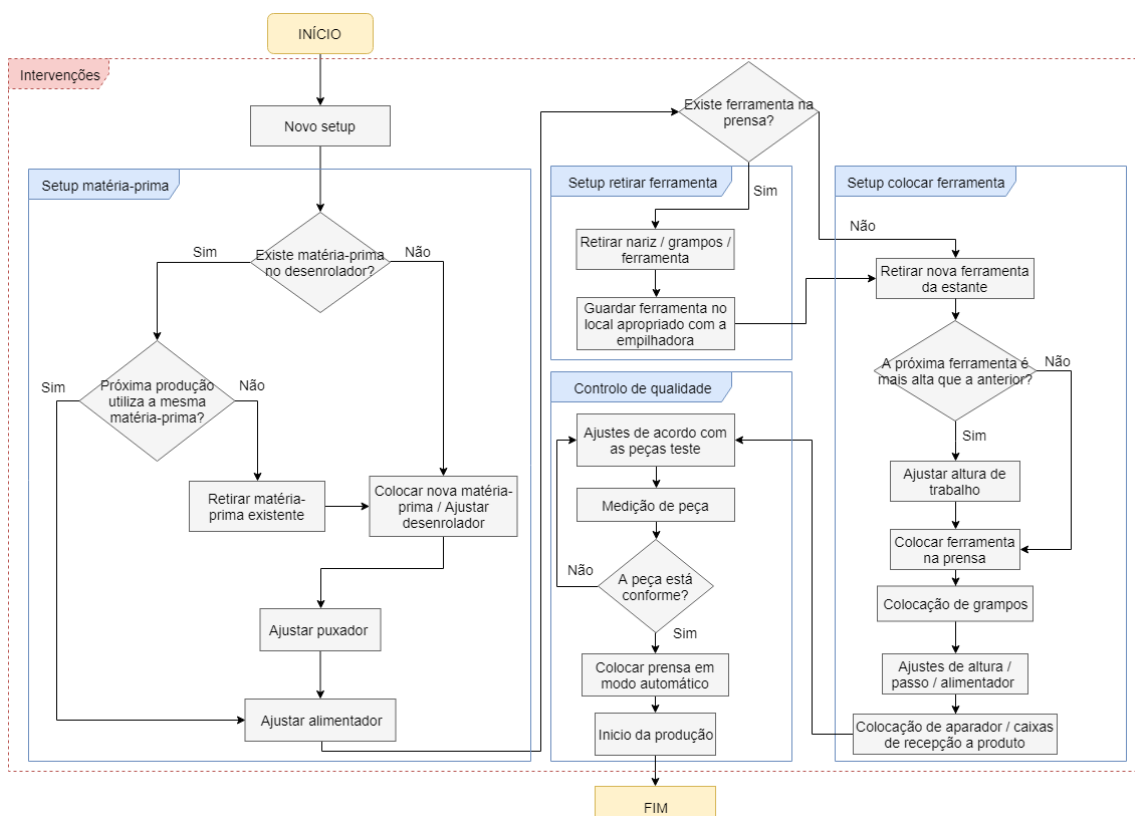 INÍCIO
Intervenções
Novo setup
Setup matéria-prima
Existe matéria-prima
no desenrolador?
Sim
Não
Próxima produção
utiliza a mesma
matéria-prima?
Sim
Não
Retirar matéria-
prima existente
Colocar nova matéria-
prima / Ajustar
desenrolador
Ajustar puxador
Ajustar alimentador
Existe ferramenta na
prensa?
Sim
Não
Setup retirar ferramenta
Retirar nariz / grampos /
ferramenta
Guardar ferramenta no
local apropriado com a
empilhadora
Setup colocar ferramenta
Retirar nova ferramenta
da estante
A próxima ferramenta é
mais alta que a anterior?
Não
Sim
Ajustar altura de
trabalho
Colocar ferramenta
na prensa
Colocação de grampos
Ajustes de altura /
passo / alimentador
Colocação de aparador / caixas
de recepção a produto
Controlo de qualidade
Ajustes de acordo com
as peças teste
Medição de peça
A peça está
conforme?
Não
Sim
Colocar prensa em
modo automático
Inicio da produção
FIM